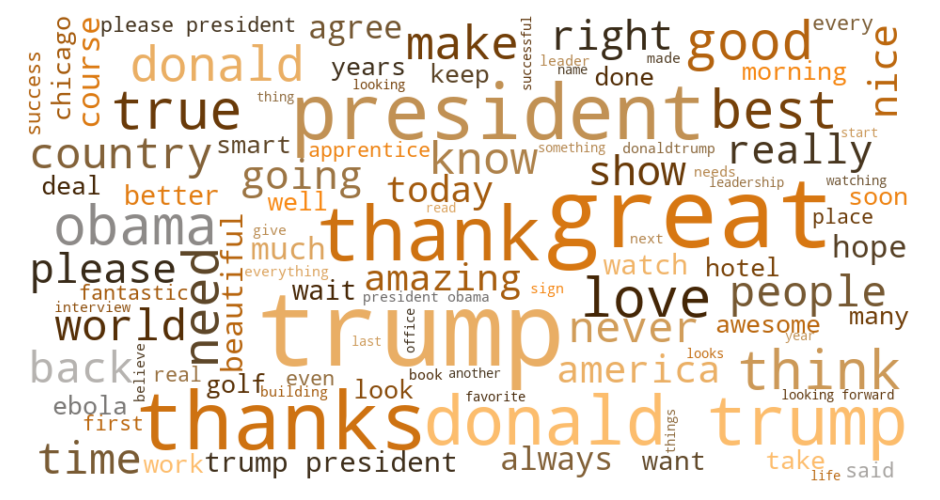 please president
agree
make
right
good
every
success
chicago
course
donald
years
looking
keep
successful
leader
name
made
done
morning
nice
true
thing
president
best
country
smart
apprentice
know
something
donaldtrump
really
start
deal
better
going
well
today
show
needs
leadership
watching
soon
obama
thank
read
great
place
please
need
beautiful
give
much
everything
amazing
next
watch
hotel
hope
fantastic
interview
wait
president obama
sign
love
people
world
trump
last
office
never
awesome
many
year
back
believe
real
golf
building
even
look
book
another
america
looks
think
ebola
first
thanks
favorite
donald trump
things
looking forward
time
work
trump president
always
want
take
life
said